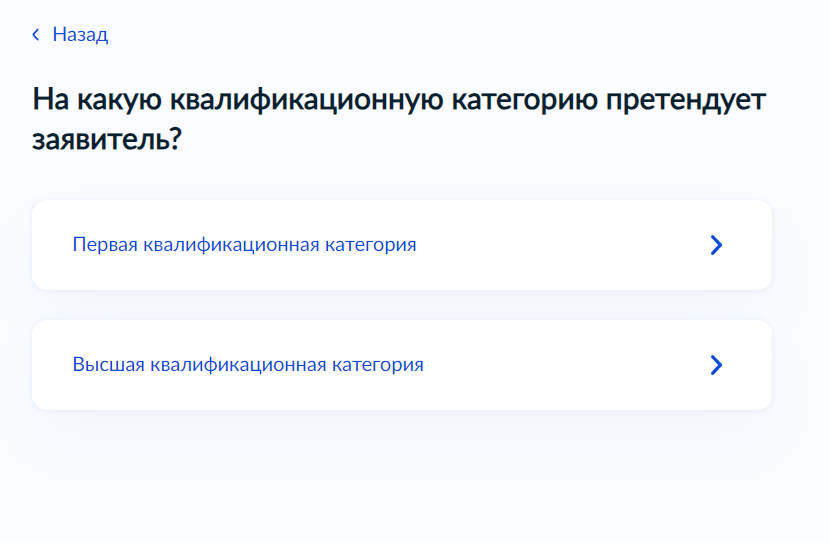 Назад
На какую квалификационную категорию претендует
заявитель?
Первая квалификационная категория
Высшая квалификационная категория